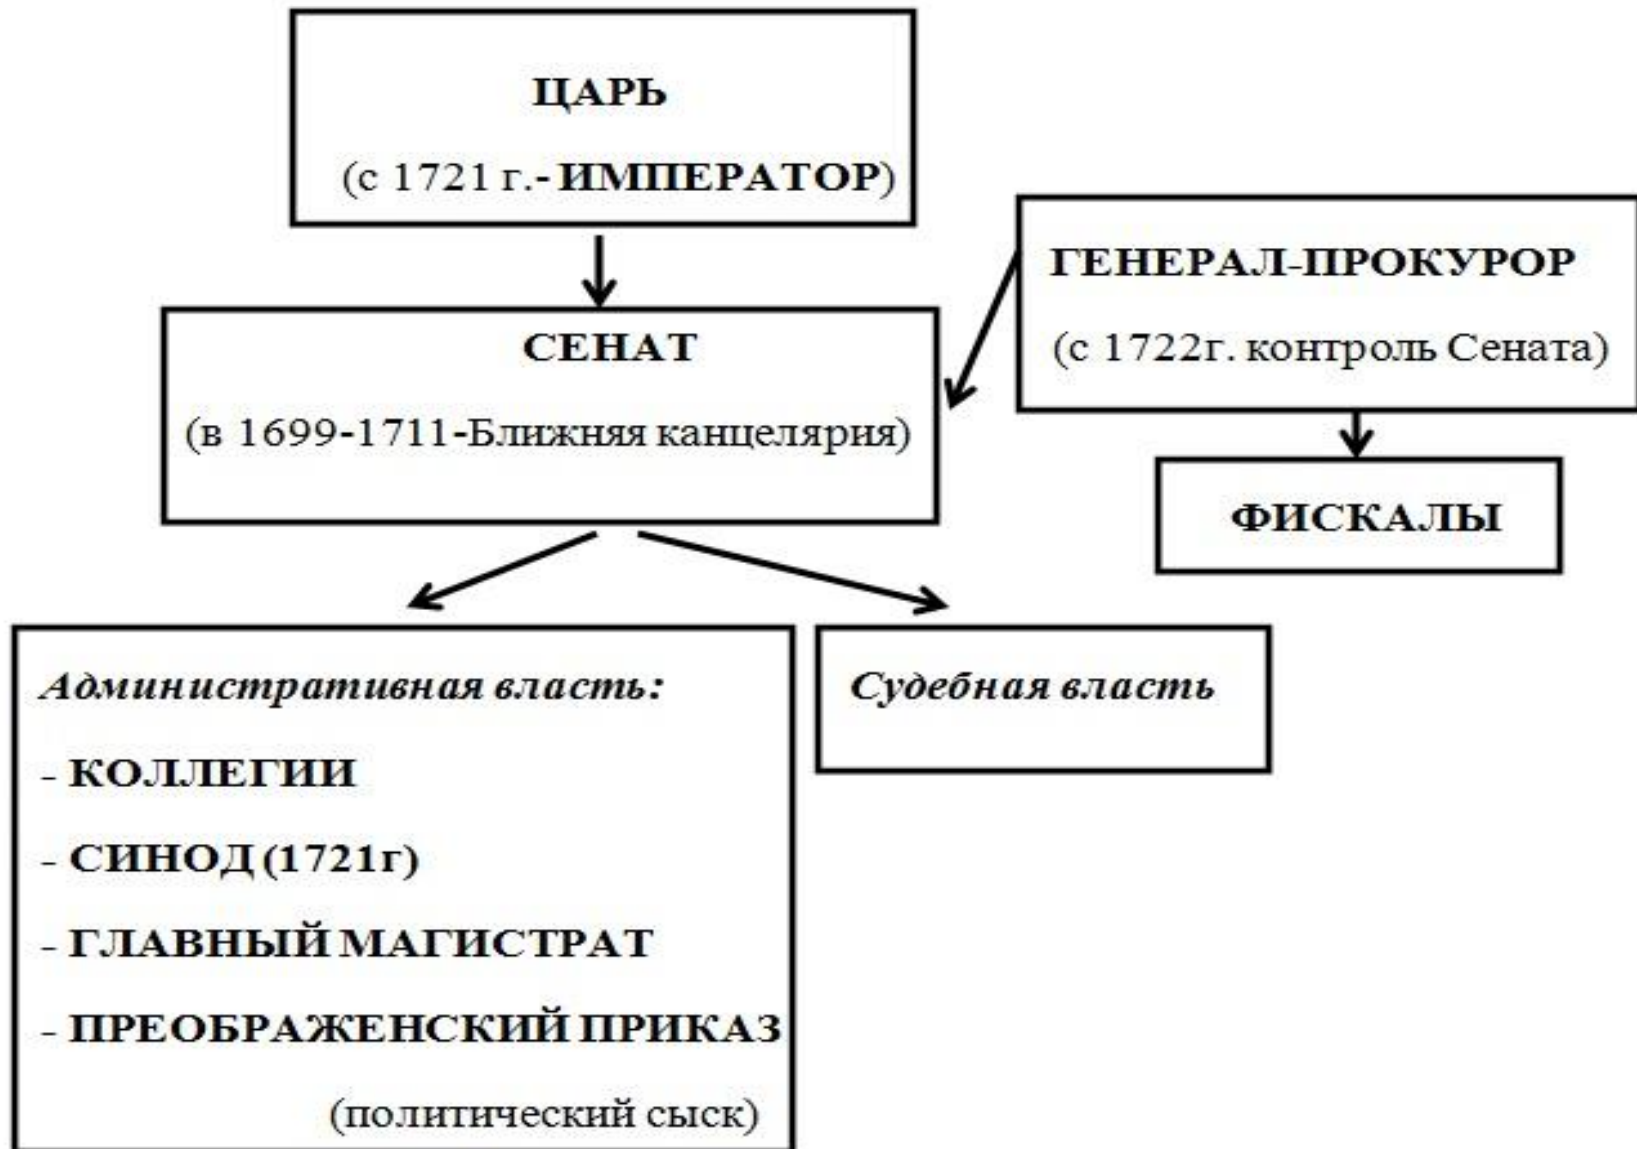 ЦАРЬ
(с 1721 г.- ИМПЕРАТОР)
ГЕНЕРАЛ-ПРОКУРОР
(с 1722г. контроль Сената)
СЕНАТ
(в 1699-1711-Ближняя канцелярия)
ФИСКАЛЫ
Административная власть:
- КОЛЛЕГИИ
- СИНОД (1721г)
- ГЛАВНЫЙ МАГИСТРАТ
- ПРЕОБРАЖЕНСКИЙ ПРИКАЗ
(политический сыск)
Судебная власть